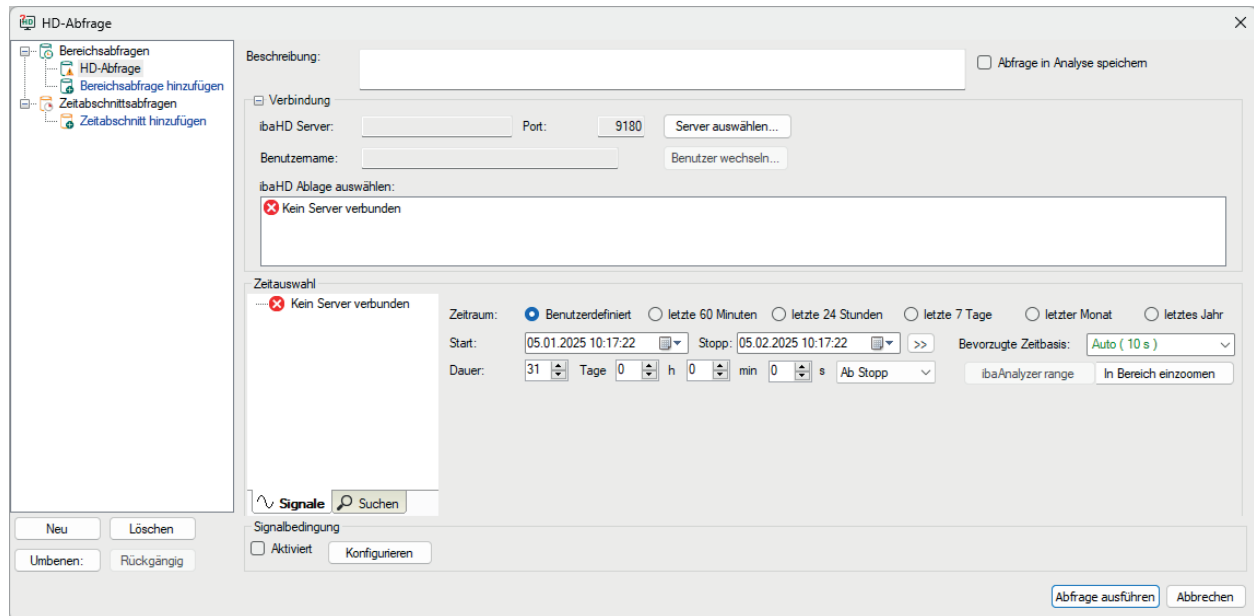 HD-Abfrage
Bereichsabfragen
HD-Abfrage
Bereichsabfrage hinzufügen
Zeitabschnittsabfragen
Zeitabschnitt hinzufügen
Neu Löschen
Umbenen: Rückgängig
Beschreibung: Abfrage in Analyse speichern
Verbindung
ibaHD Server: Port: 9180 Server auswählen...
Benutzername: Benutzer wechseln...
ibaHD Ablage auswählen:
Kein Server verbunden
Zeitauswahl
Kein Server verbunden
Signale Suchen
Zeitraum: Benutzerdefiniert letzte 60 Minuten letzte 24 Stunden letzte 7 Tage letzter Monat letztes Jahr
Start: 05.01.2025 10:17:22 Stopp: 05.02.2025 10:17:22 >> Bevorzugte Zeitbasis: Auto ( 10 s )
Dauer: 31 Tage 0 h 0 min 0 s Ab Stopp ibaAnalyzer range In Bereich einzoomen
Signalbedingung
Aktiviert Konfigurieren
Abfrage ausführen Abbrechen